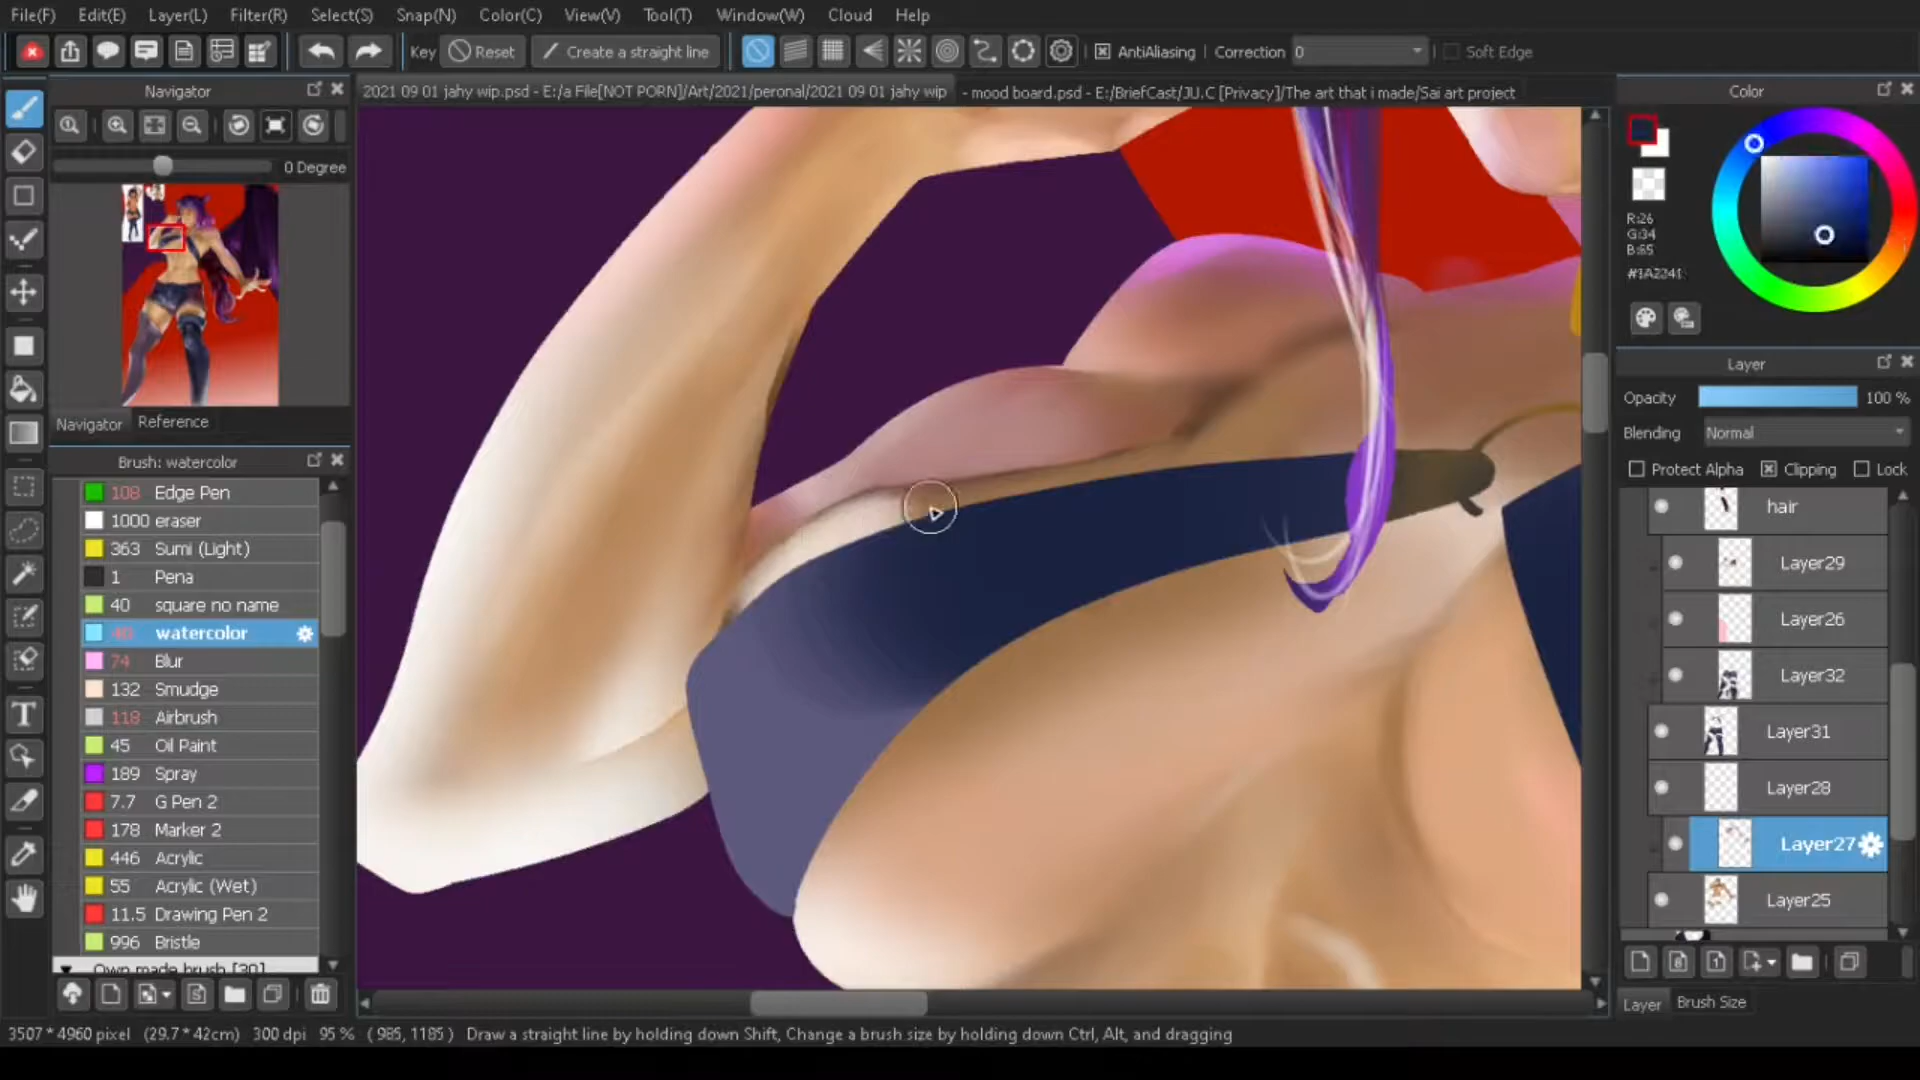 File(F) Edit(E) Layer(L) Filter(R) Select(S) Snap(N) Color(C) View(V) Tool(T) Window(W) Cloud Help
Key Reset Create a straight line AntiAliasing Correction 0 Soft Edge
Navigator
2021 09 01 jahy wip.psd - E:/a File[NOT PORN]/Art/2021/peronal/2021 09 01 jahy wip
- mood board.psd - E:/BriefCast/JU.C [Privacy]/The art that i made/Sai art project
Color
0 Degree
R:26
G:34
B:65
#1A2241
Navigator Reference
Brush: watercolor
108 Edge Pen
1000 eraser
363 Sumi (Light)
1 Pena
40 square no name
40 watercolor
74 Blur
132 Smudge
118 Airbrush
45 Oil Paint
189 Spray
7.7 G Pen 2
178 Marker 2
446 Acrylic
55 Acrylic (Wet)
11.5 Drawing Pen 2
996 Bristle
Own made brush [30]
Layer
Opacity 100 %
Blending Normal
Protect Alpha Clipping Lock
hair
Layer29
Layer26
Layer32
Layer31
Layer28
Layer27
Layer25
Layer Brush Size
3507 * 4960 pixel (29.7 * 42cm) 300 dpi 95 % ( 985, 1185 ) Draw a straight line by holding down Shift, Change a brush size by holding down Ctrl, Alt, and dragging